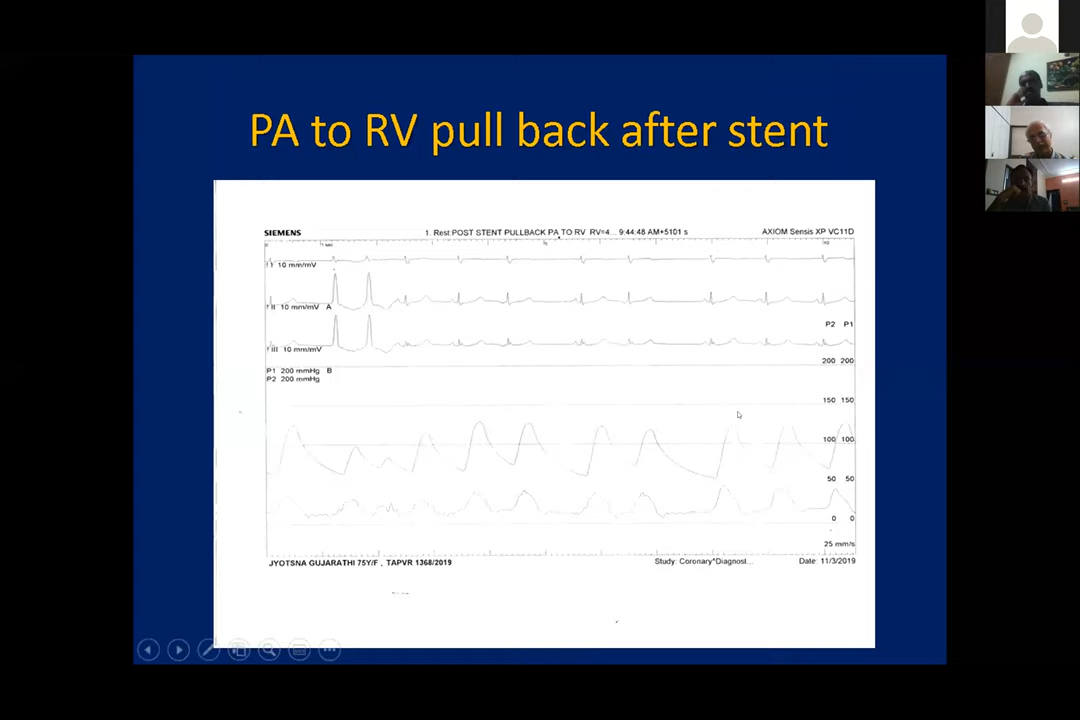 PA to RV pull back after stent
SIEMENS 1. Rest:POST STENT PULLBACK PA TO RV RV=4... 9:44:48 AM+5101 s AXIOM Sensis XP VC11D
1 sec
I 10 mm/mV
II 10 mm/mV A
III 10 mm/mV
P2 P1
200 200
P1 200 mmHg B
P2 200 mmHg
150 150
100 100
50 50
0 0
25 mm/s
JYOTSNA GUJARATHI 75Y/F , TAPVR 1368/2019 Study: Coronary^Diagnosl... Date: 11/3/2019